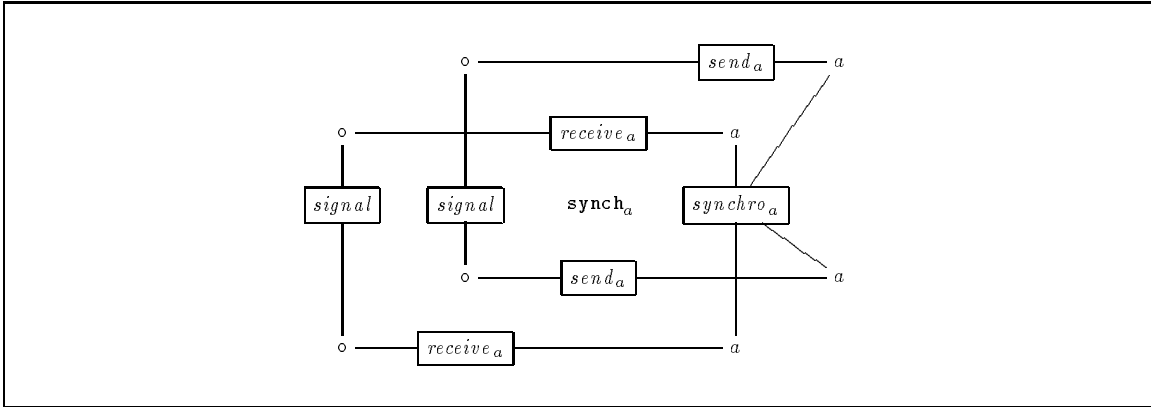 o send_a a
o receive_a a
signal signal synch_a synchro_a
o send_a a
o receive_a a